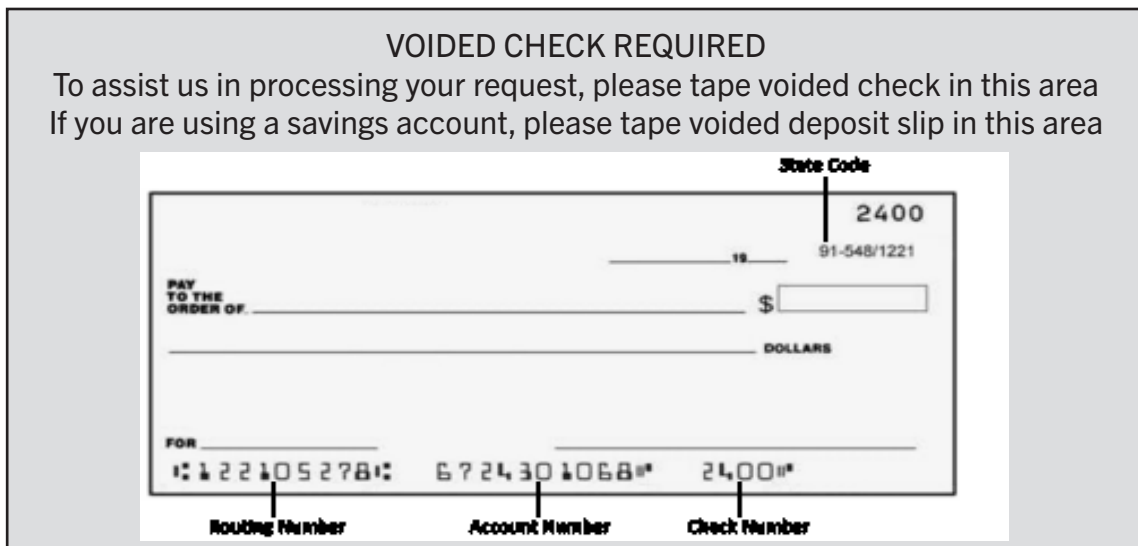 VOIDED CHECK REQUIRED
To assist us in processing your request, please tape voided check in this area
If you are using a savings account, please tape voided deposit slip in this area
State Code
2400
19
91-548/1221
PAY
TO THE
ORDER OF
$
DOLLARS
FOR
⑆122105278⑆ 6724301068⑈ 2400⑈
Routing Number Account Number Check Number